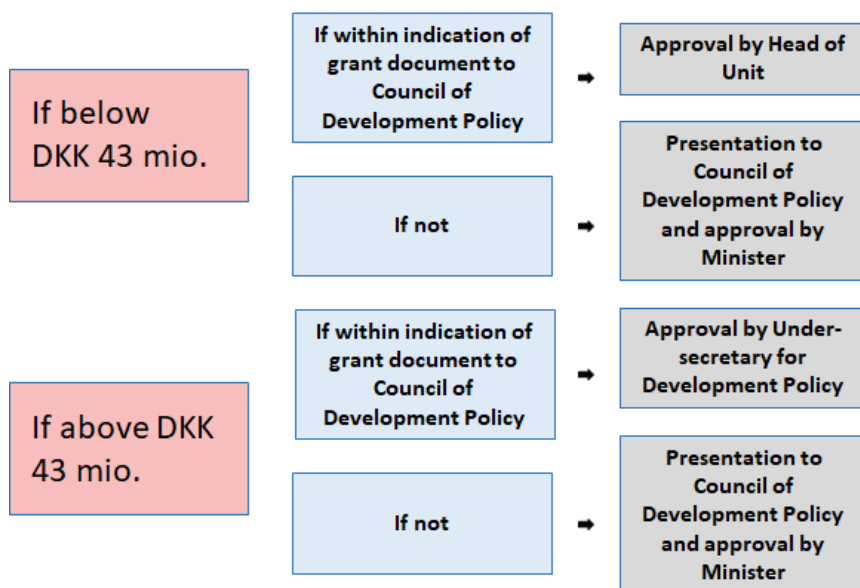 If below
DKK 43 mio.
If within indication of
grant document to
Council of
Development Policy
Approval by Head of
Unit
If not
Presentation to
Council of
Development Policy
and approval by
Minister
If above DKK
43 mio.
If within indication of
grant document to
Council of
Development Policy
Approval by Under-
secretary for
Development Policy
If not
Presentation to
Council of
Development Policy
and approval by
Minister